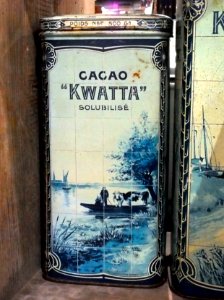 POIDS NET 500 GR
CACAO
"KWATTA"
SOLUBILISÉ